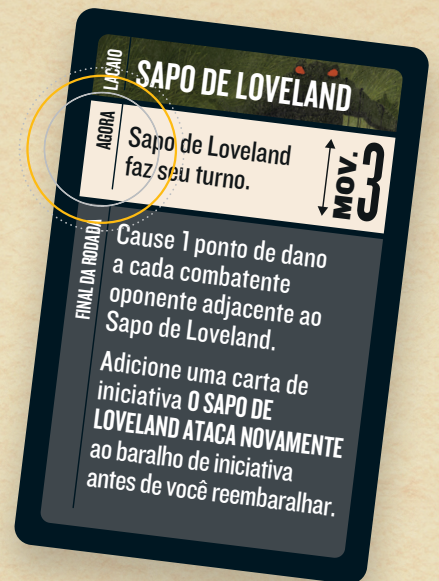 LACAIO
SAPO DE LOVELAND
AGORA
Sapo de Loveland
faz seu turno.
MOV.
3
FINAL DA RODADA
Cause 1 ponto de dano
a cada combatente
oponente adjacente ao
Sapo de Loveland.
Adicione uma carta de
iniciativa O SAPO DE
LOVELAND ATACA NOVAMENTE
ao baralho de iniciativa
antes de você reembaralhar.